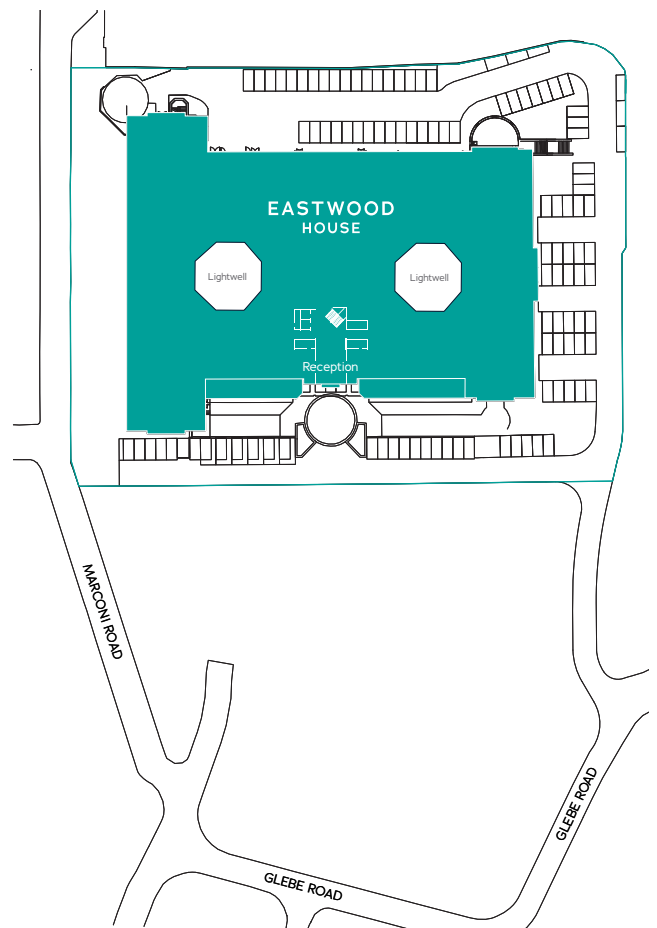 EASTWOOD
HOUSE
Lightwell
Lightwell
Reception
MARCONI ROAD
GLEBE ROAD
GLEBE ROAD